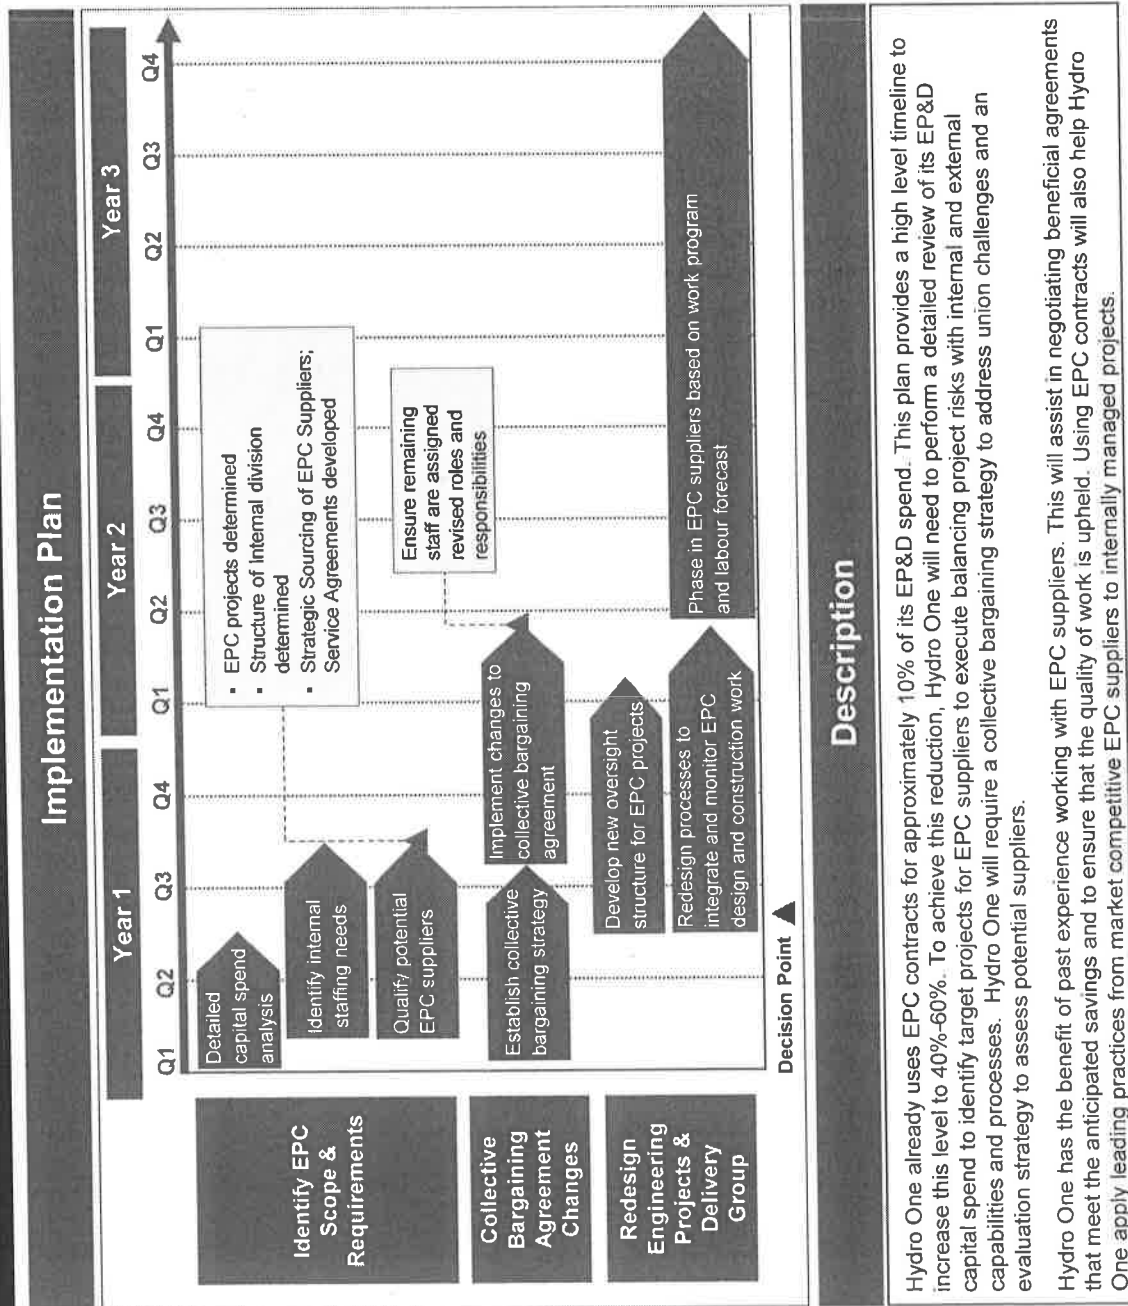 Implementation Plan
Year 1
Year 2
Year 3
Q1
Q2
Q3
Q4
Q1
Q2
Q3
Q4
Q1
Q2
Q3
Q4
Identify EPC
Scope &
Requirements
Detailed
capital spend
analysis
Identify internal
staffing needs
Qualify potential
EPC suppliers
▪ EPC projects determined
▪ Structure of Internal division
determined
▪ Strategic Sourcing of EPC Suppliers;
Service Agreements developed
Collective
Bargaining
Agreement
Changes
Establish collective
bargaining strategy
Implement changes to
collective bargaining
agreement
Ensure remaining
staff are assigned
revised roles and
responsibilities
Redesign
Engineering
Projects &
Delivery
Group
Develop new oversight
structure for EPC projects
Redesign processes to
integrate and monitor EPC
design and construction work
Phase in EPC suppliers based on work program
and labour forecast
Decision Point
Description
Hydro One already uses EPC contracts for approximately 10% of its EP&D spend. This plan provides a high level timeline to
increase this level to 40%-60%. To achieve this reduction, Hydro One will need to perform a detailed review of its EP&D
capital spend to identify target projects for EPC suppliers to execute balancing project risks with internal and external
capabilities and processes. Hydro One will require a collective bargaining strategy to address union challenges and an
evaluation strategy to assess potential suppliers.
Hydro One has the benefit of past experience working with EPC suppliers. This will assist in negotiating beneficial agreements
that meet the anticipated savings and to ensure that the quality of work is upheld. Using EPC contracts will also help Hydro
One apply leading practices from market competitive EPC suppliers to internally managed projects.